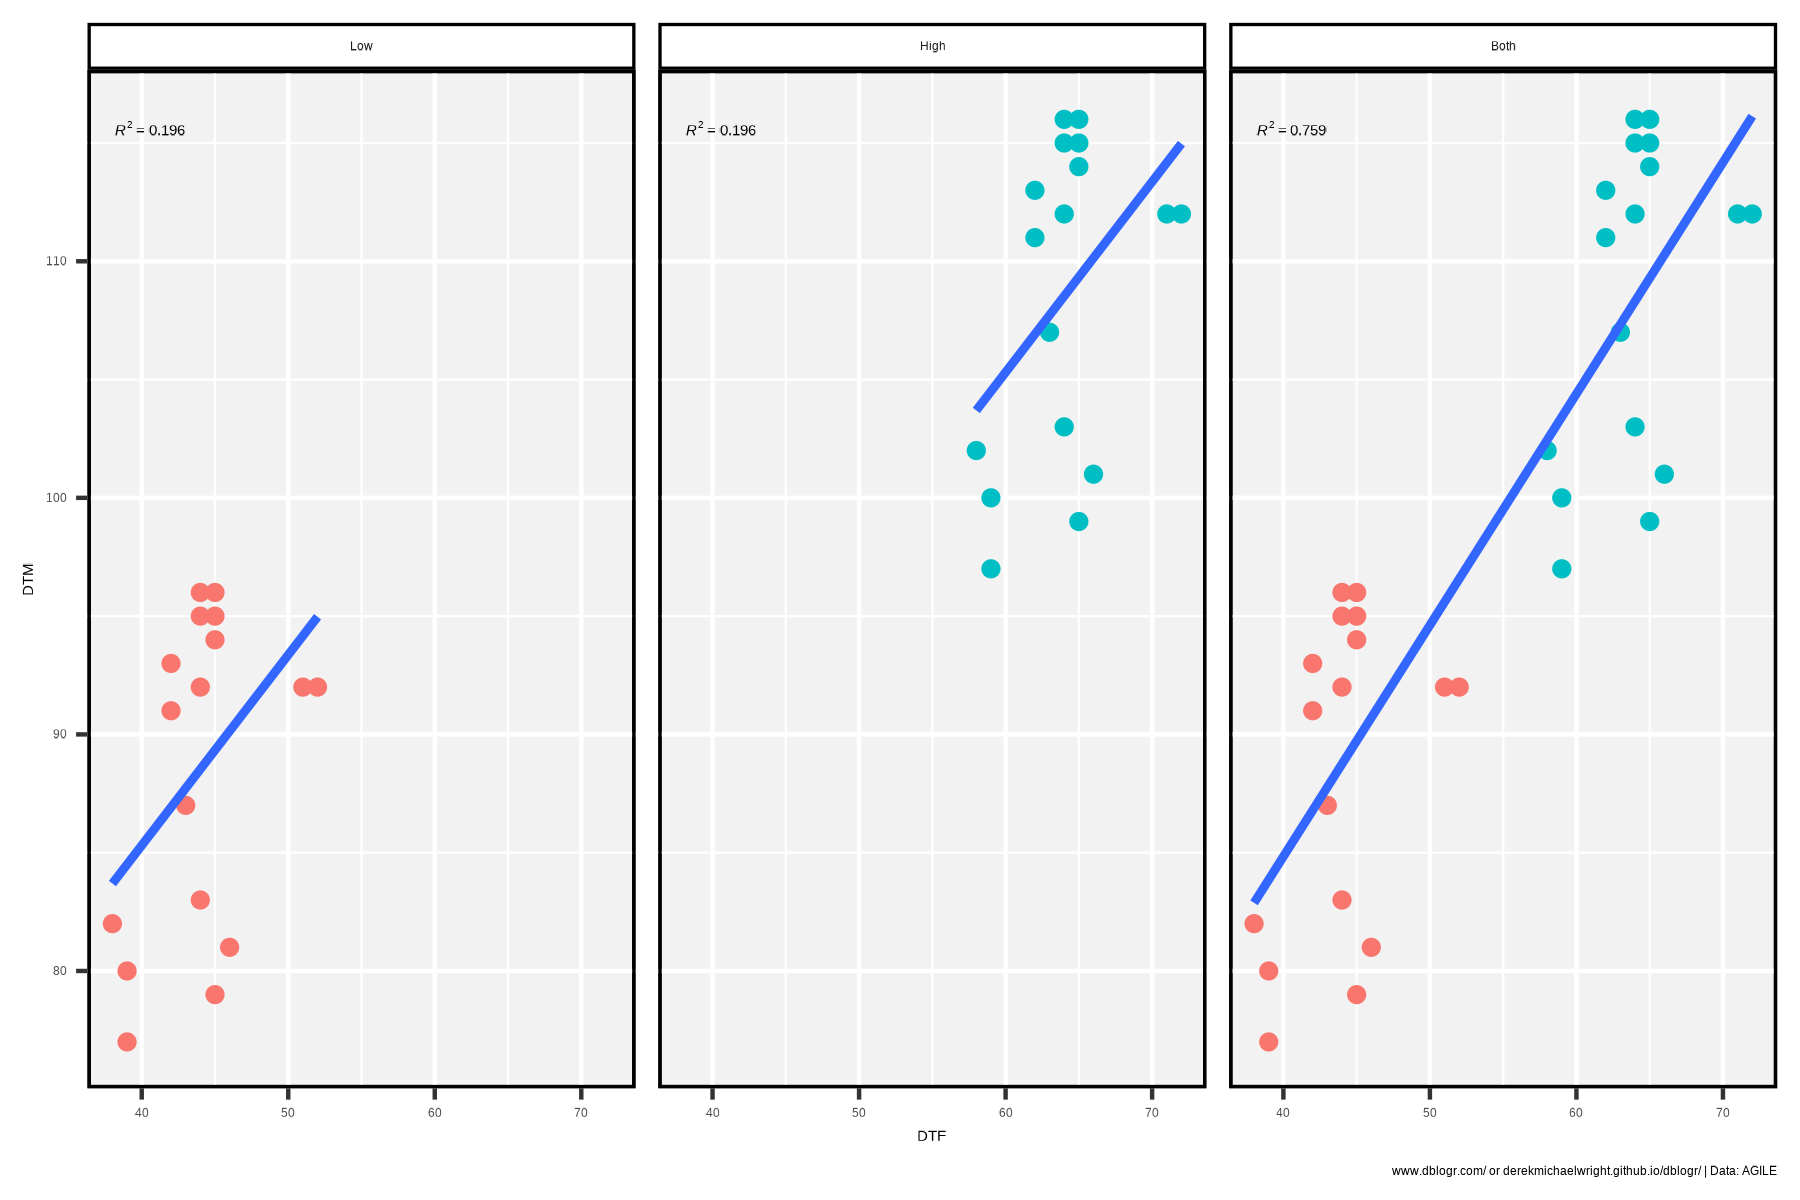 Low
High
Both
R² = 0.196
R² = 0.196
R² = 0.759
110
100
90
80
DTM
40 50 60 70
40 50 60 70
40 50 60 70
DTF
www.dblogr.com/ or derekmichaelwright.github.io/dblogr/ | Data: AGILE